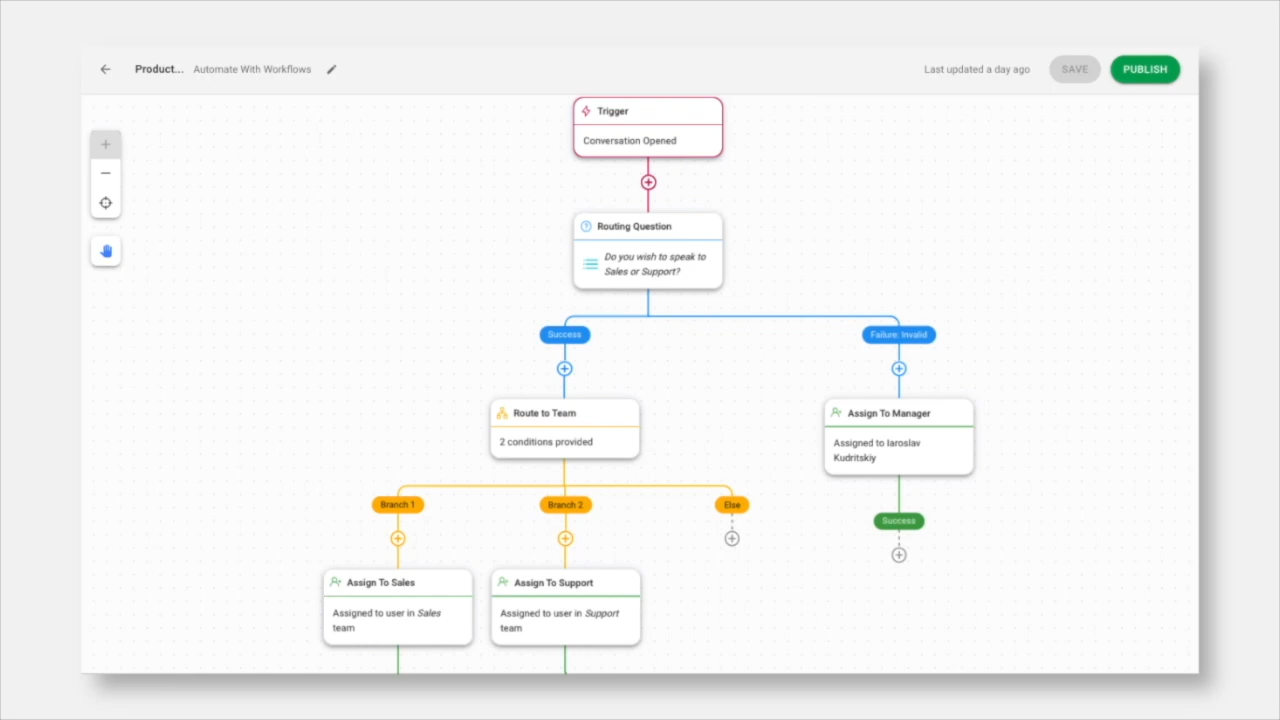 Product... Automate With Workflows
Last updated a day ago
SAVE
PUBLISH
Trigger
Conversation Opened
Routing Question
Do you wish to speak to
Sales or Support?
Success
Failure: Invalid
Route to Team
2 conditions provided
Assign To Manager
Assigned to Iaroslav
Kudritskiy
Branch 1
Branch 2
Else
Success
Assign To Sales
Assigned to user in Sales
team
Assign To Support
Assigned to user in Support
team